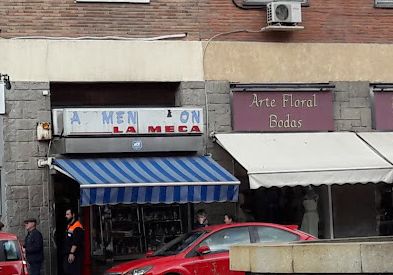 A MEN ON
LA MECA
Arte Floral
Bodas